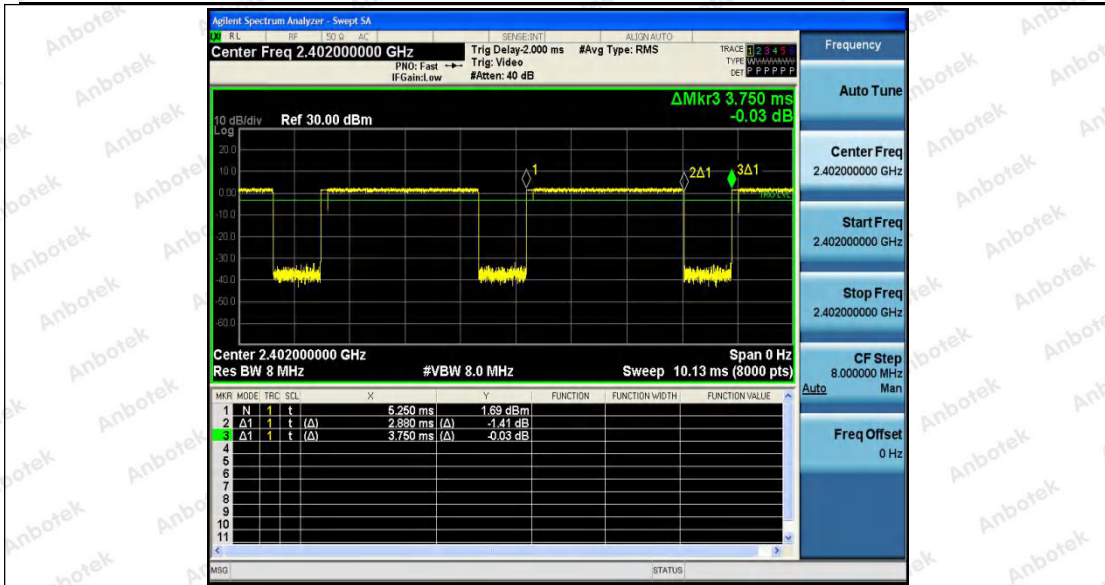 Agilent Spectrum Analyzer - Swept SA
LXI RL RF 50 Ω AC SENSE:INT ALIGN AUTO
Center Freq 2.402000000 GHz
PNO: Fast
IFGain:Low
Trig Delay-2.000 ms
Trig: Video
#Atten: 40 dB
#Avg Type: RMS
TRACE 1 2 3 4 5 6
TYPE W
DET P P P P P P
ΔMkr3 3.750 ms
-0.03 dB
10 dB/div Ref 30.00 dBm
Log
20.0
10.0
0.00
-10.0
-20.0
-30.0
-40.0
-50.0
-60.0
1
2Δ1
3Δ1
TRIG LVL
Center 2.402000000 GHz Span 0 Hz
Res BW 8 MHz #VBW 8.0 MHz Sweep 10.13 ms (8000 pts)
MKR MODE TRC SCL X Y FUNCTION FUNCTION WIDTH FUNCTION VALUE
1 N 1 t 5.250 ms 1.69 dBm
2 Δ1 1 t (Δ) 2.880 ms (Δ) -1.41 dB
3 Δ1 1 t (Δ) 3.750 ms (Δ) -0.03 dB
4
5
6
7
8
9
10
11
MSG STATUS
Frequency
Auto Tune
Center Freq
2.402000000 GHz
Start Freq
2.402000000 GHz
Stop Freq
2.402000000 GHz
CF Step
8.000000 MHz
Auto Man
Freq Offset
0 Hz
Anbotek